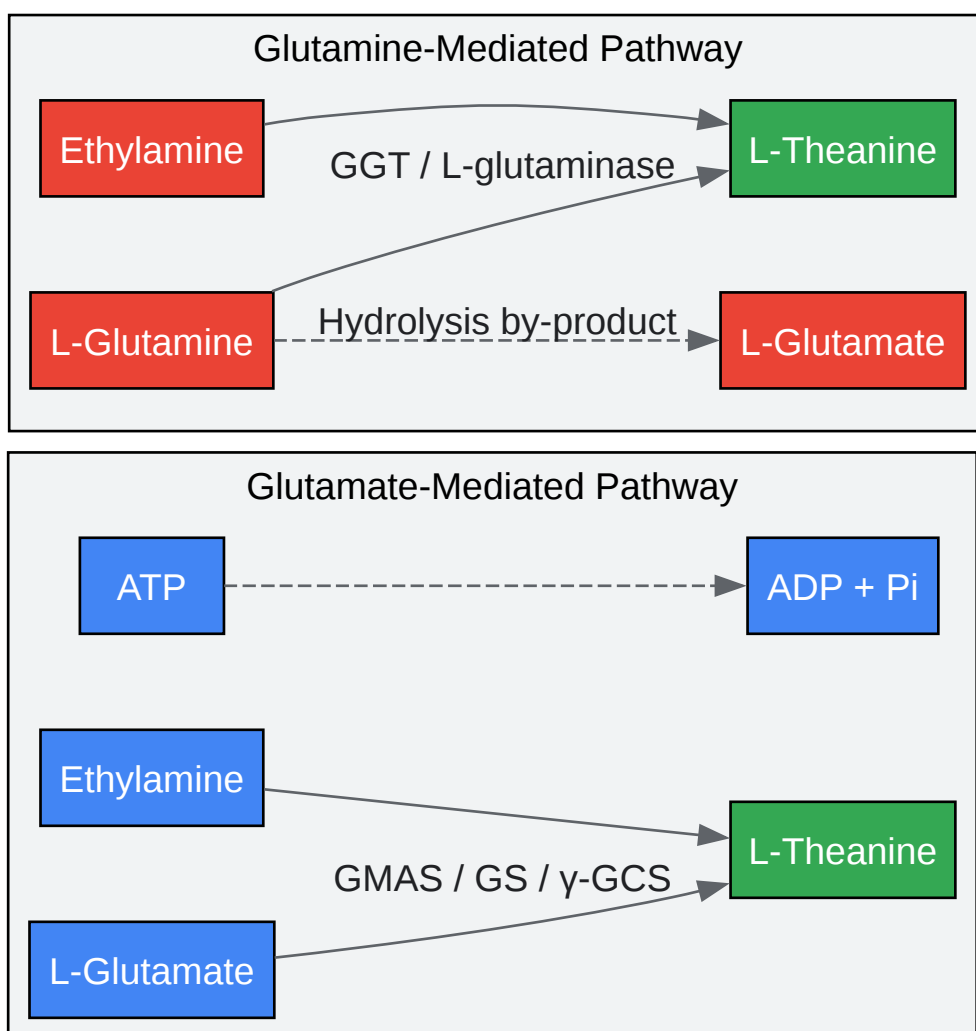 Glutamine-Mediated Pathway
Ethylamine
L-Theanine
GGT / L-glutaminase
L-Glutamine
Hydrolysis by-product
L-Glutamate
Glutamate-Mediated Pathway
ATP
ADP + Pi
Ethylamine
L-Theanine
GMAS / GS / γ-GCS
L-Glutamate